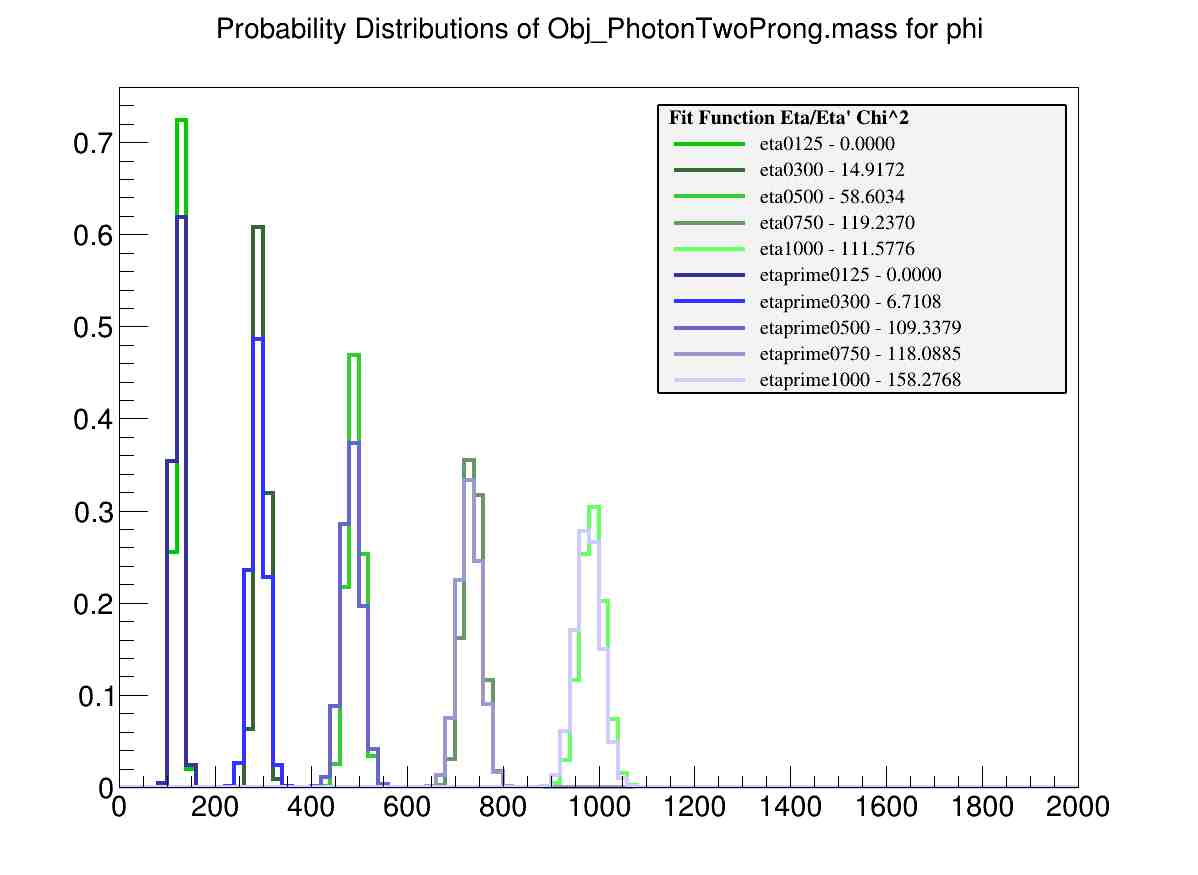 Probability Distributions of Obj_PhotonTwoProng.mass for phi
Fit Function Eta/Eta' Chi^2
eta0125 - 0.0000
eta0300 - 14.9172
eta0500 - 58.6034
eta0750 - 119.2370
eta1000 - 111.5776
etaprime0125 - 0.0000
etaprime0300 - 6.7108
etaprime0500 - 109.3379
etaprime0750 - 118.0885
etaprime1000 - 158.2768
0.7
0.6
0.5
0.4
0.3
0.2
0.1
0
0 200 400 600 800 1000 1200 1400 1600 1800 2000